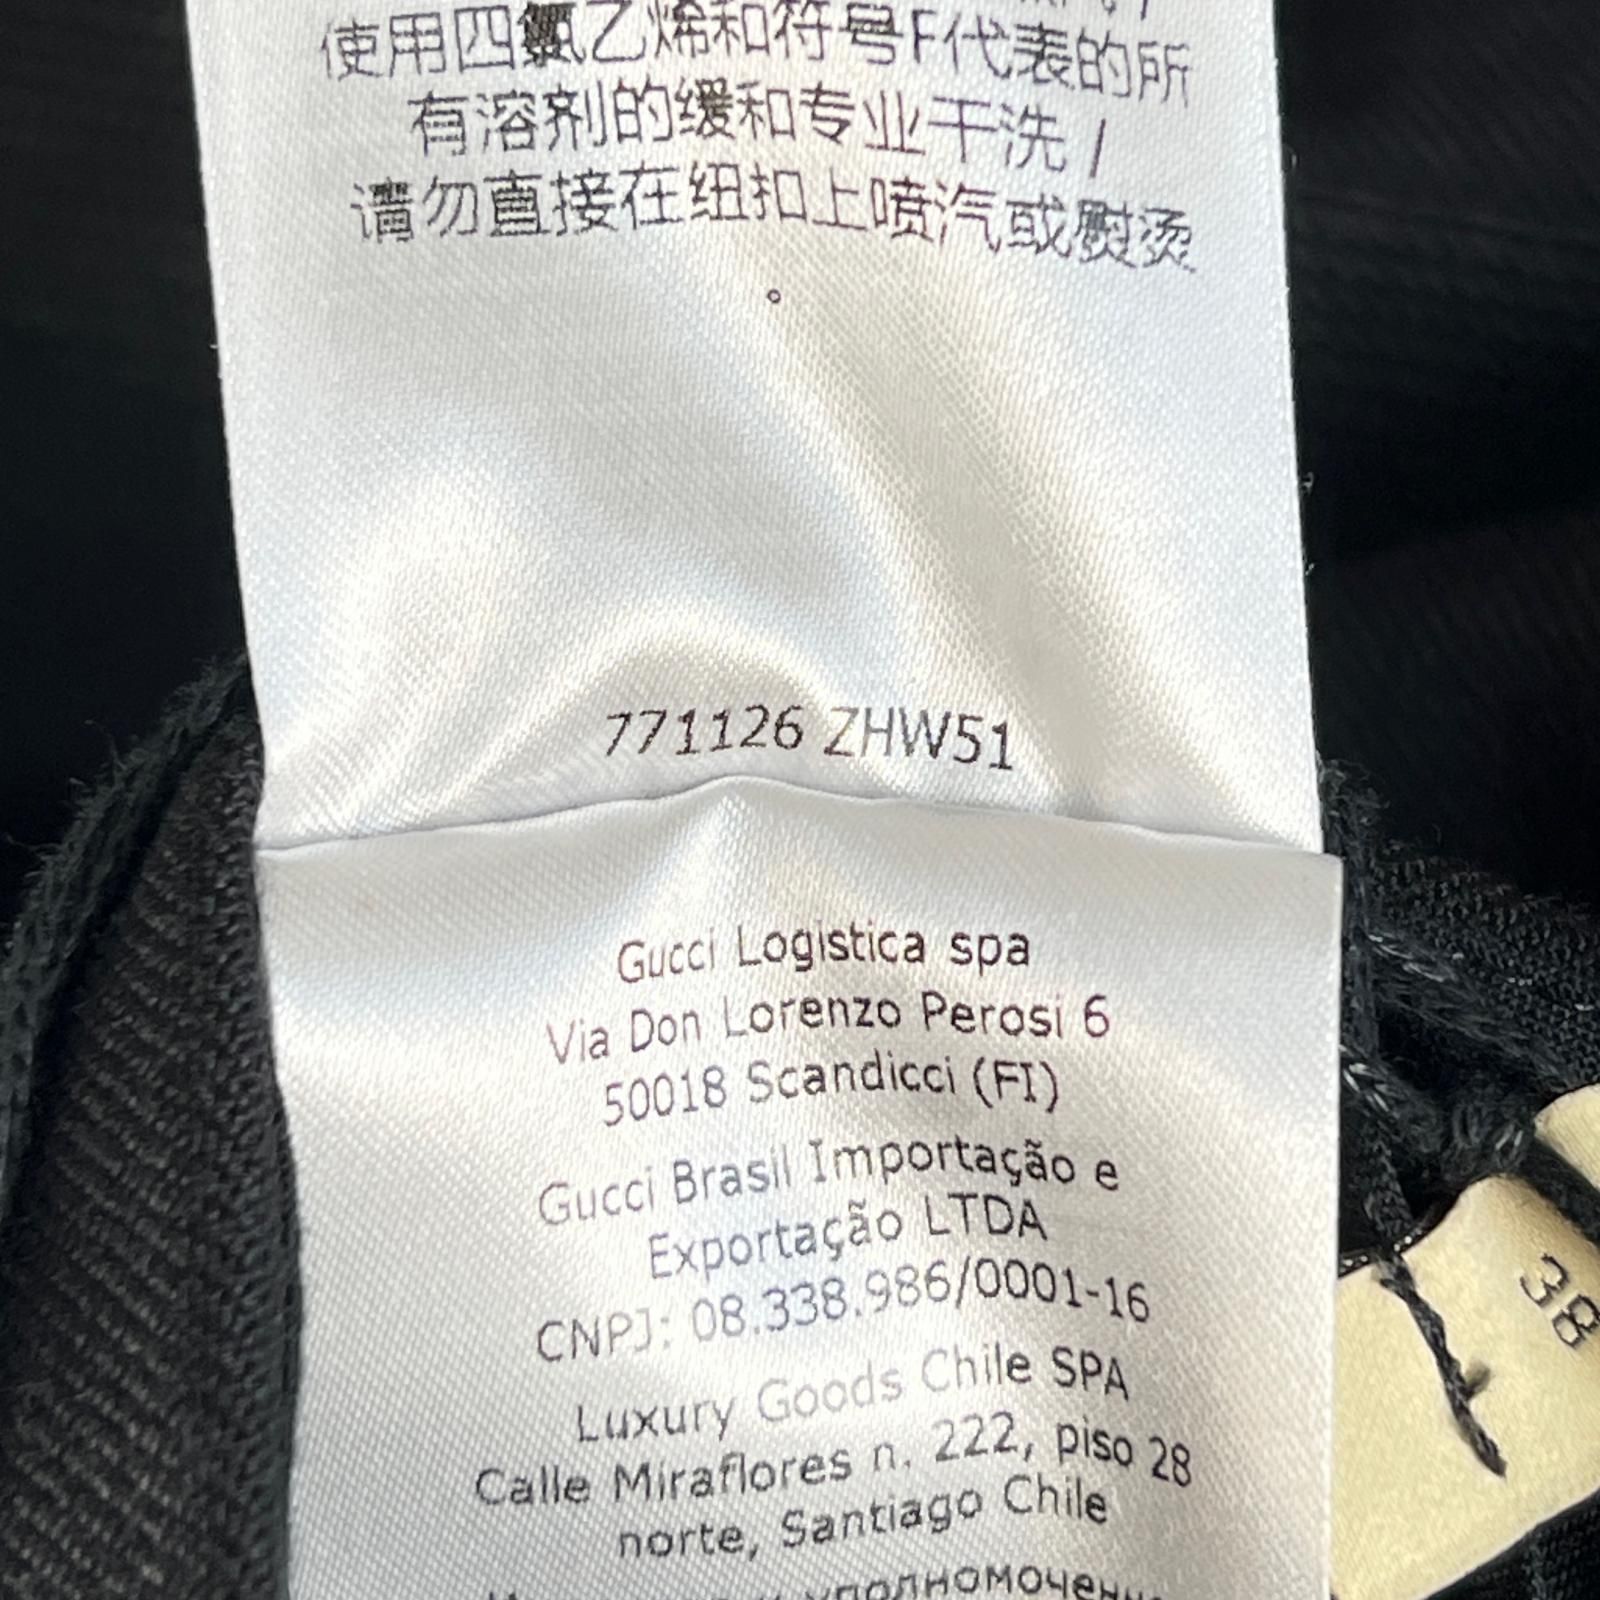 使用四氯乙烯和符号F代表的所
有溶剂的缓和专业干洗/
请勿直接在纽扣上喷汽或熨烫
。
771126 ZHW51
Gucci Logistica spa
Via Don Lorenzo Perosi 6
50018 Scandicci (FI)
Gucci Brasil Importação e
Exportação LTDA
CNPJ: 08.338.986/0001-16
Luxury Goods Chile SPA
Calle Miraflores n. 222, piso 28
norte, Santiago Chile
38